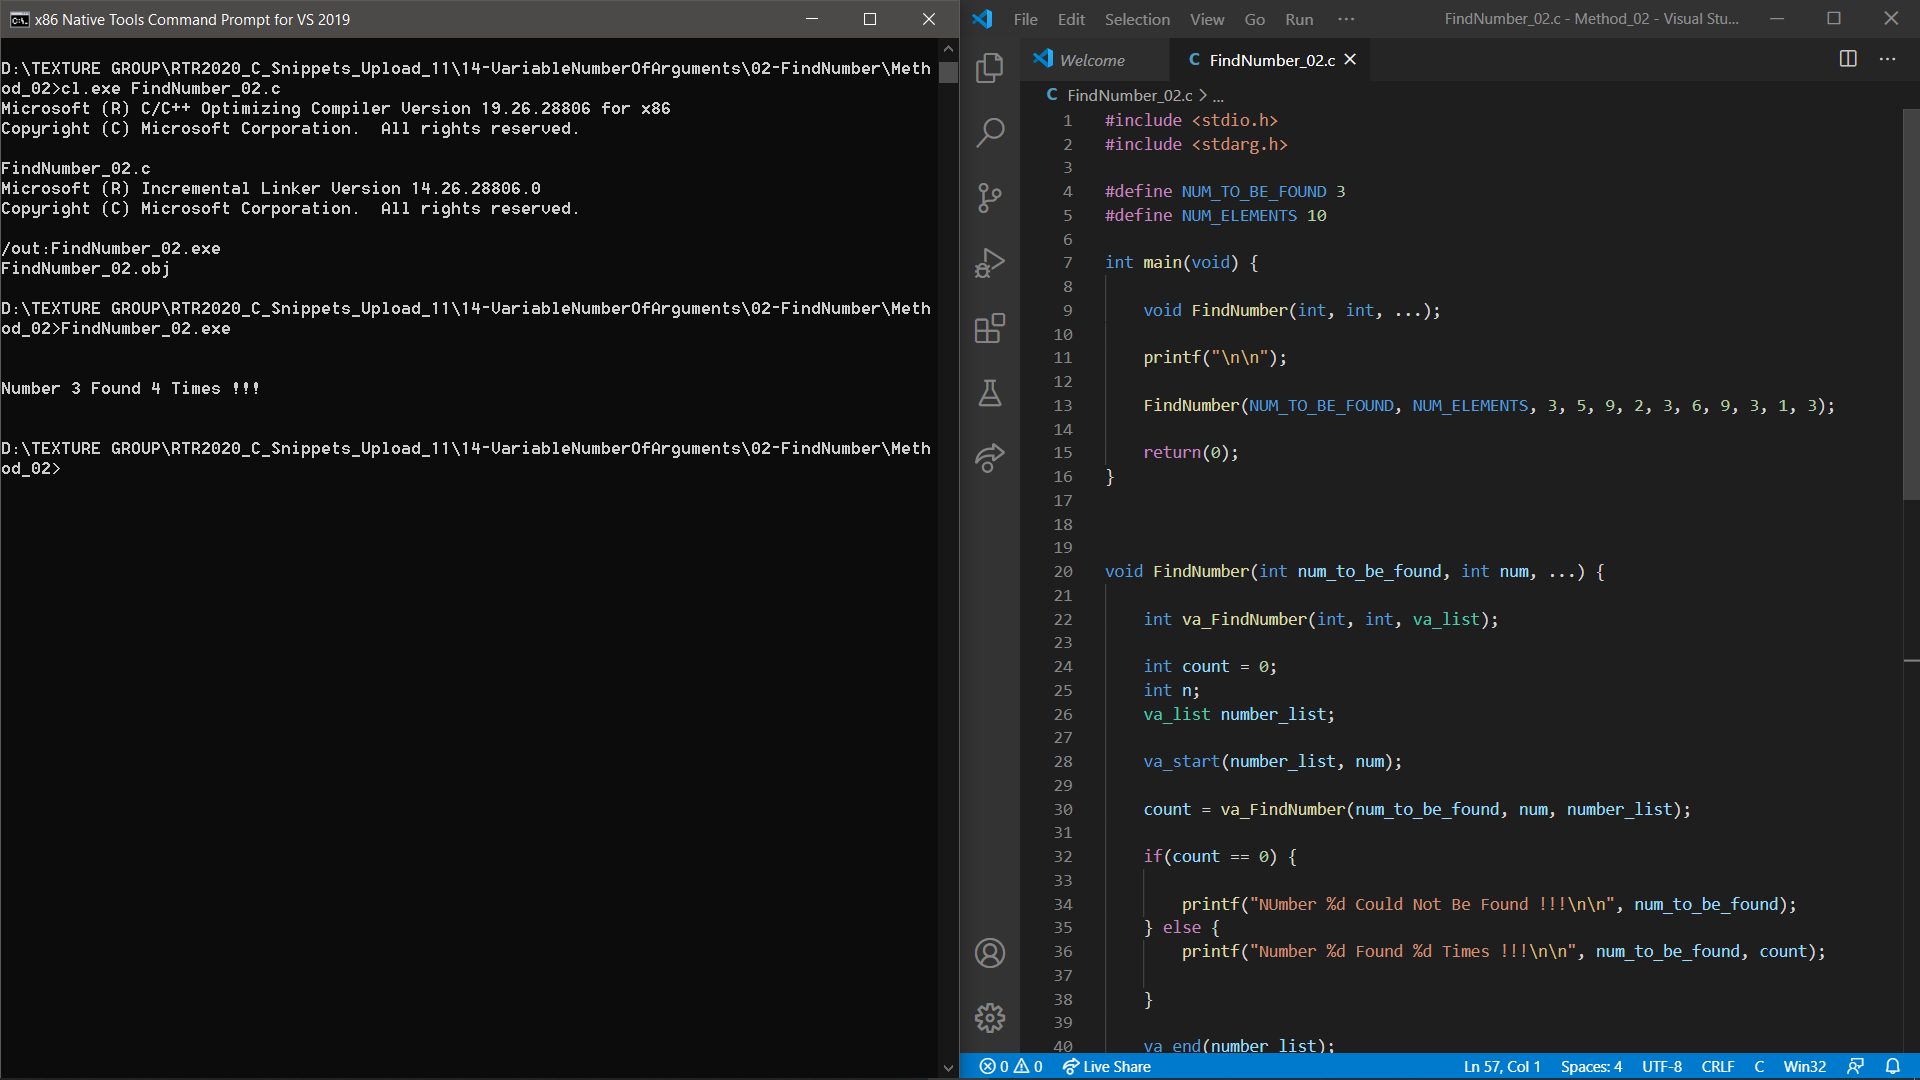 x86 Native Tools Command Prompt for VS 2019
D:\TEXTURE GROUP\RTR2020_C_Snippets_Upload_11\14-VariableNumberOfArguments\02-FindNumber\Meth
od_02>cl.exe FindNumber_02.c
Microsoft (R) C/C++ Optimizing Compiler Version 19.26.28806 for x86
Copyright (C) Microsoft Corporation.  All rights reserved.
FindNumber_02.c
Microsoft (R) Incremental Linker Version 14.26.28806.0
Copyright (C) Microsoft Corporation.  All rights reserved.
/out:FindNumber_02.exe
FindNumber_02.obj
D:\TEXTURE GROUP\RTR2020_C_Snippets_Upload_11\14-VariableNumberOfArguments\02-FindNumber\Meth
od_02>FindNumber_02.exe
Number 3 Found 4 Times !!!
D:\TEXTURE GROUP\RTR2020_C_Snippets_Upload_11\14-VariableNumberOfArguments\02-FindNumber\Meth
od_02>
File Edit Selection View Go Run ··· FindNumber_02.c - Method_02 - Visual Stu...
Welcome C FindNumber_02.c
C FindNumber_02.c > ...
1 #include <stdio.h>
2 #include <stdarg.h>
3
4 #define NUM_TO_BE_FOUND 3
5 #define NUM_ELEMENTS 10
6
7 int main(void) {
8
9 void FindNumber(int, int, ...);
10
11 printf("\n\n");
12
13 FindNumber(NUM_TO_BE_FOUND, NUM_ELEMENTS, 3, 5, 9, 2, 3, 6, 9, 3, 1, 3);
14
15 return(0);
16 }
17
18
19
20 void FindNumber(int num_to_be_found, int num, ...) {
21
22 int va_FindNumber(int, int, va_list);
23
24 int count = 0;
25 int n;
26 va_list number_list;
27
28 va_start(number_list, num);
29
30 count = va_FindNumber(num_to_be_found, num, number_list);
31
32 if(count == 0) {
33
34 printf("NUmber %d Could Not Be Found !!!\n\n", num_to_be_found);
35 } else {
36 printf("Number %d Found %d Times !!!\n\n", num_to_be_found, count);
37
38 }
39
40 va_end(number_list);
0 0 Live Share Ln 57, Col 1 Spaces: 4 UTF-8 CRLF C Win32